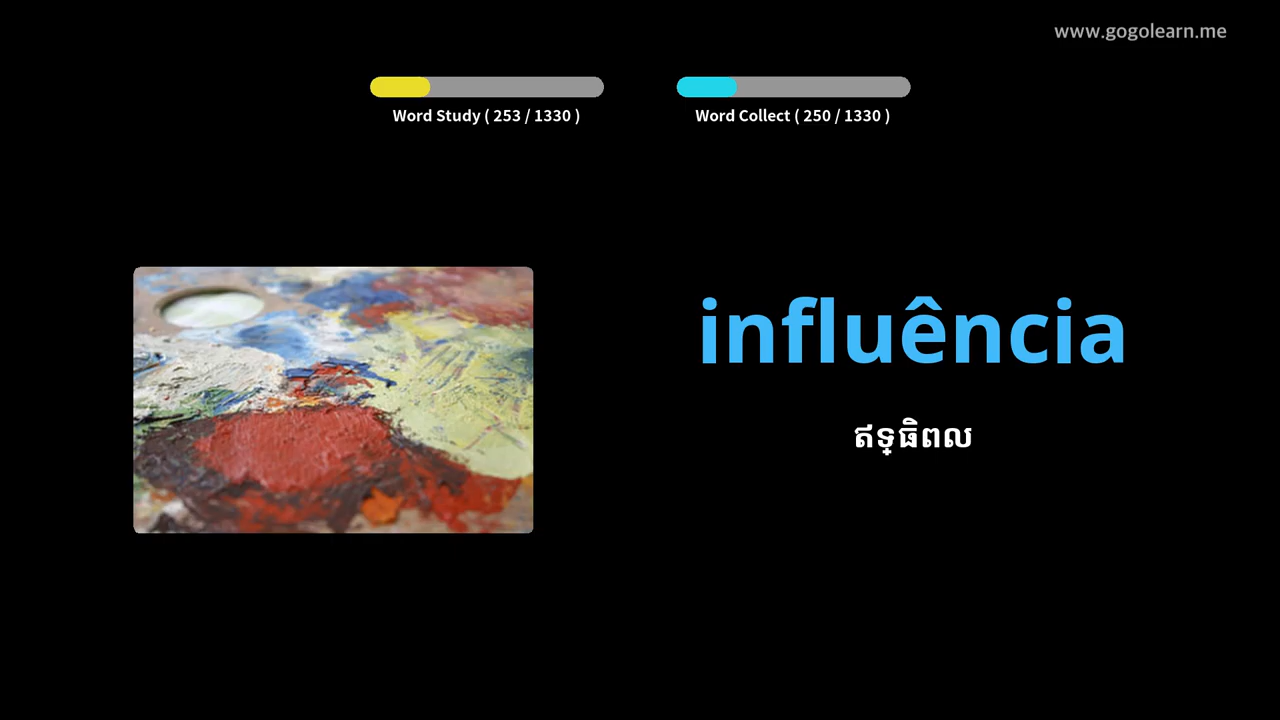 www.gogolearn.me
Word Study ( 253 / 1330 )
Word Collect ( 250 / 1330 )
influência
ឥទ្ធិពល